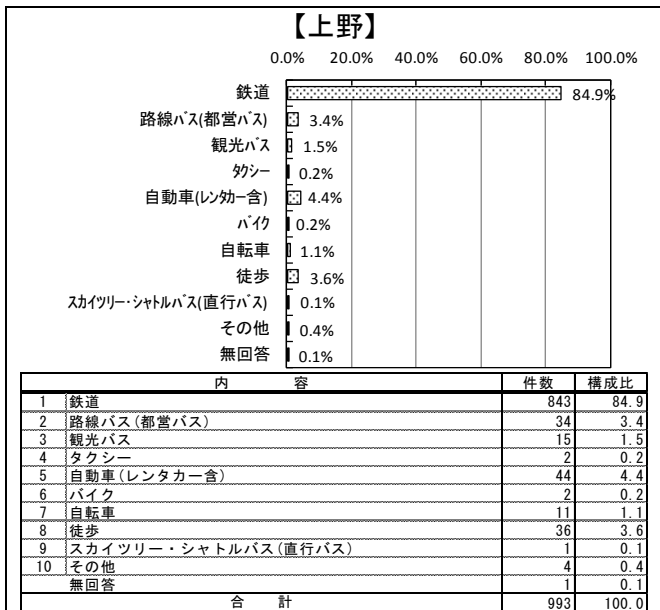 【上野】
0.0% 20.0% 40.0% 60.0% 80.0% 100.0%
鉄道 84.9%
路線ﾊﾞｽ(都営ﾊﾞｽ) 3.4%
観光ﾊﾞｽ 1.5%
ﾀｸｼｰ 0.2%
自動車(ﾚﾝﾀｶｰ含) 4.4%
ﾊﾞｲｸ 0.2%
自転車 1.1%
徒歩 3.6%
ｽｶｲﾂﾘｰ･ｼｬﾄﾙﾊﾞｽ(直行ﾊﾞｽ) 0.1%
その他 0.4%
無回答 0.1%
内 容 件数 構成比
1 鉄道 843 84.9
2 路線バス(都営バス) 34 3.4
3 観光バス 15 1.5
4 タクシー 2 0.2
5 自動車(レンタカー含) 44 4.4
6 バイク 2 0.2
7 自転車 11 1.1
8 徒歩 36 3.6
9 スカイツリー・シャトルバス(直行バス) 1 0.1
10 その他 4 0.4
無回答 1 0.1
合 計 993 100.0